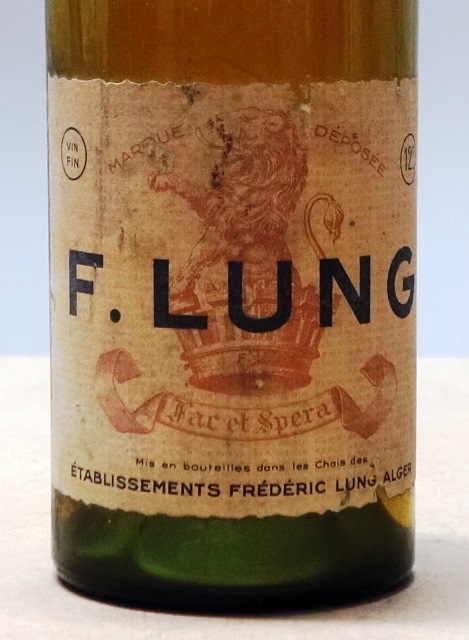 VIN
FIN
MARQUE DÉPOSÉE
12
F. LUNG
Fac et Spera
Mis en bouteilles dans les Chais des
ÉTABLISSEMENTS FRÉDÉRIC LUNG ALGER